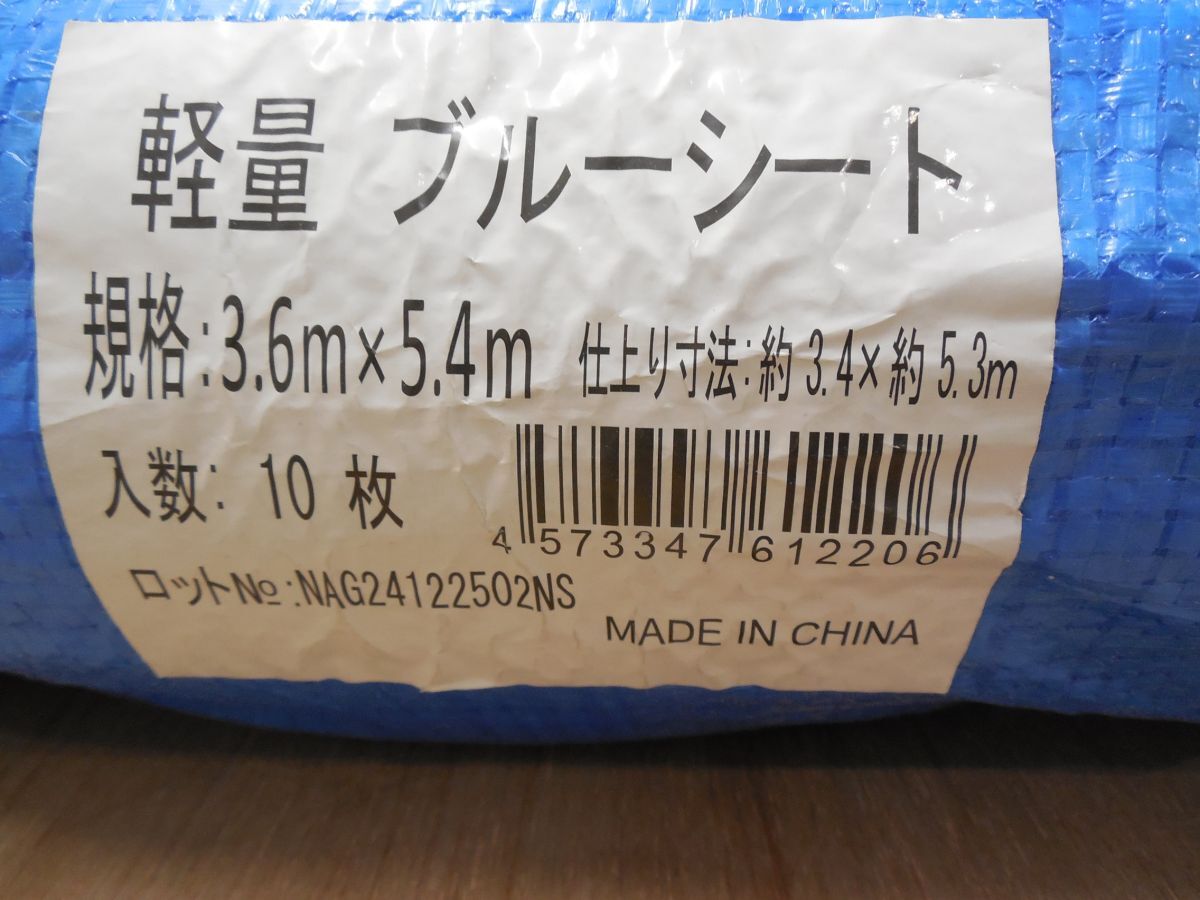 軽量 ブルーシート
規格:3.6m×5.4m 仕上り寸法:約 3.4×約 5.3m
入数: 10 枚
4 573347 612206
ロット№:NAG24122502NS
MADE IN CHINA